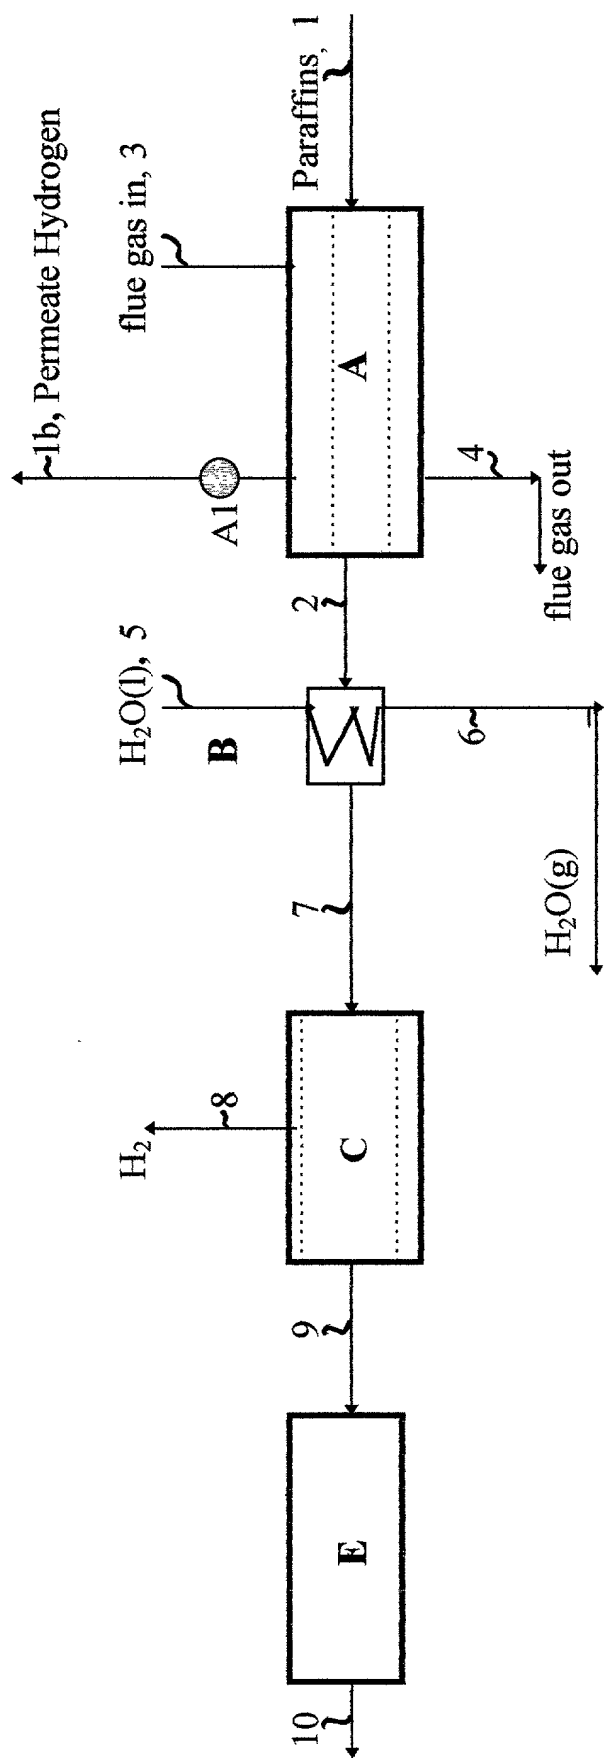 Paraffins, 1
flue gas in, 3
1b, Permeate Hydrogen
A1
A
4
flue gas out
2
H₂O(l), 5
B
6
H₂O(g)
7
H₂
8
C
9
E
10